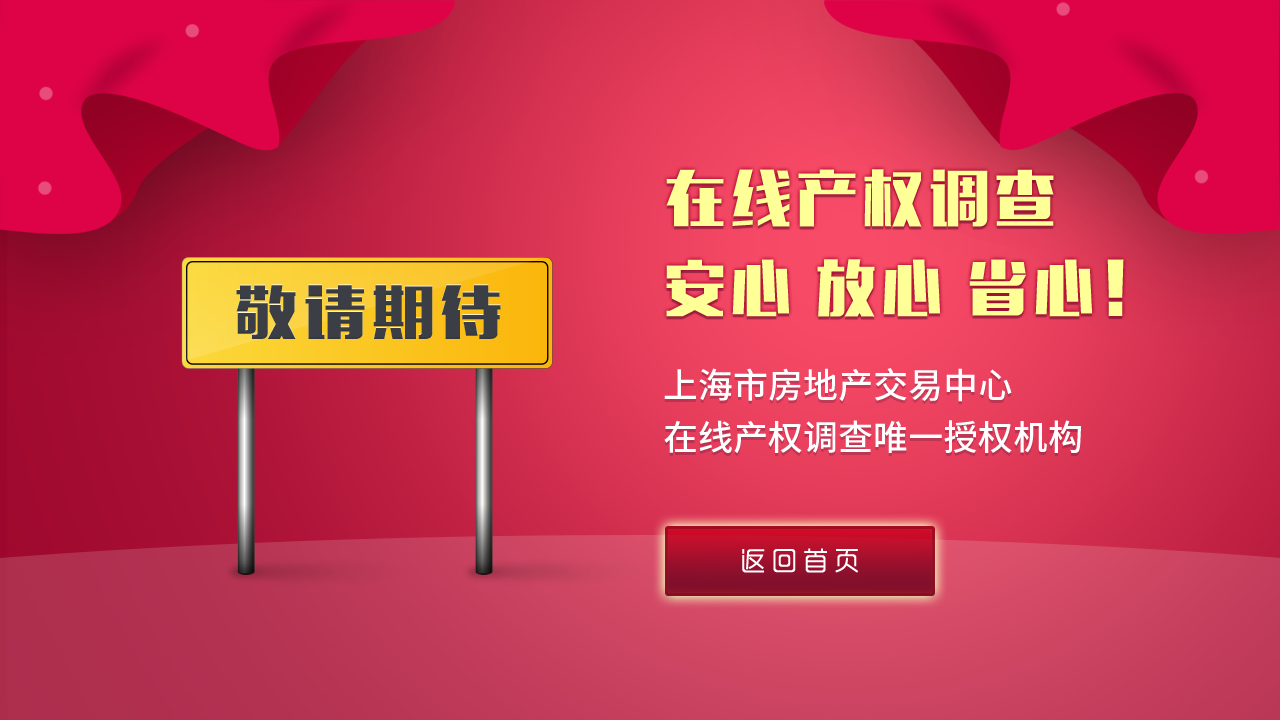 敬请期待
在线产权调查
安心 放心 省心!
上海市房地产交易中心
在线产权调查唯一授权机构
返回首页